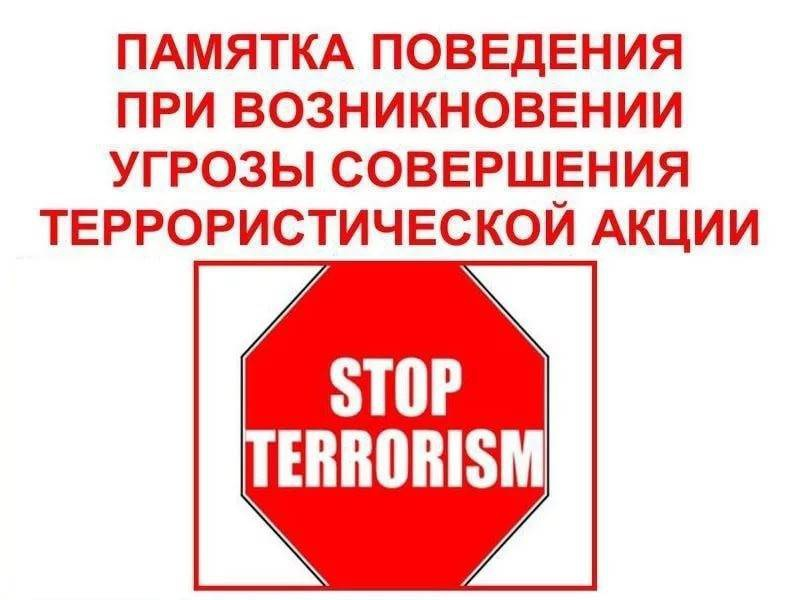 ПАМЯТКА ПОВЕДЕНИЯ
ПРИ ВОЗНИКНОВЕНИИ
УГРОЗЫ СОВЕРШЕНИЯ
ТЕРРОРИСТИЧЕСКОЙ АКЦИИ
STOP
TERRORISM